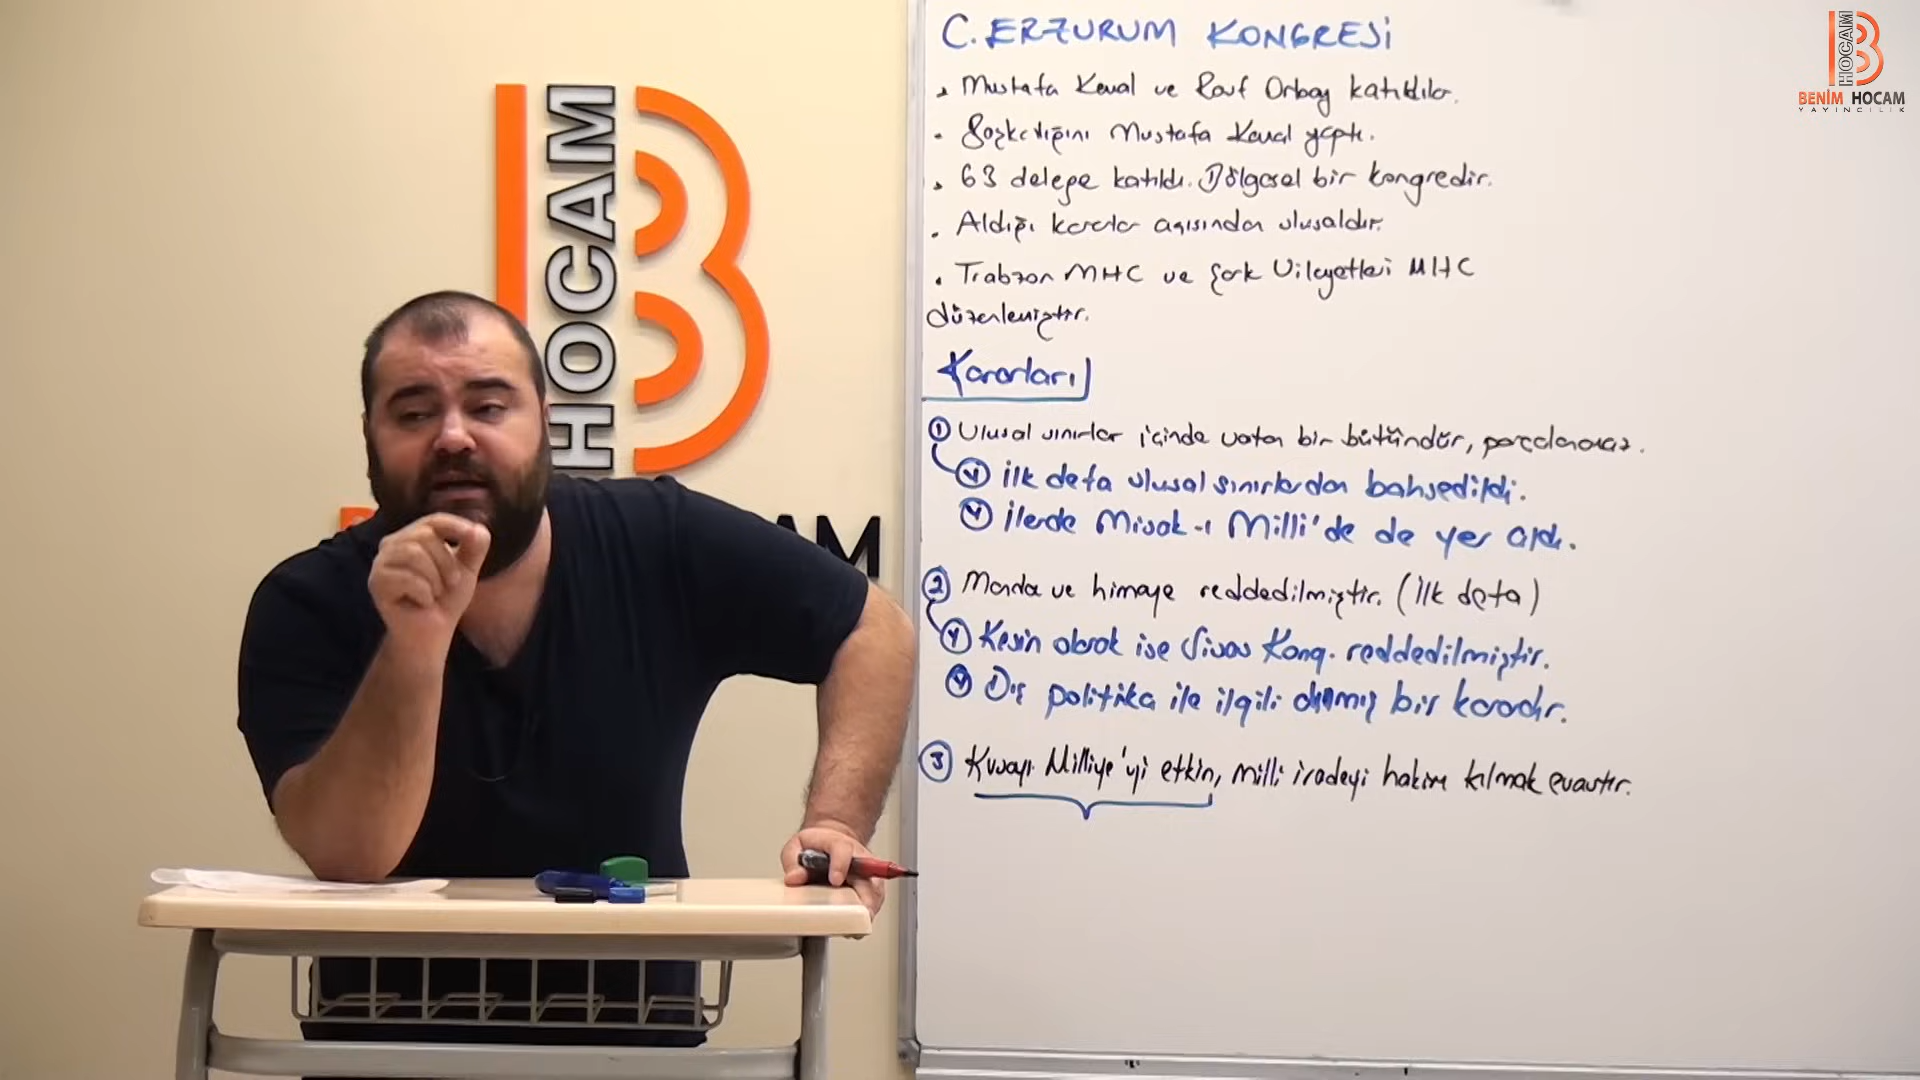 C. ERZURUM KONGRESİ
• Mustafa Kemal ve Rauf Orbay katıldılar.
• Başkanlığını Mustafa Kemal yaptı.
• 63 delege katıldı. Bölgesel bir kongredir.
• Aldığı kararlar açısından ulusaldır.
• Trabzon MHC ve Şark Vilayetleri MHC
düzenlemiştir.
Kararları
① Ulusal sınırlar içinde vatan bir bütündür, parçalanamaz.
İlk defa ulusal sınırlardan bahsedildi.
İlerde Misak-ı Milli'de de yer aldı.
② Manda ve himaye reddedilmiştir. (İlk defa)
Kesin olarak ise Sivas Kong. reddedilmiştir.
Dış politika ile ilgili alınmış bir karardır.
③ Kuvayı Milliye'yi etkin, milli iradeyi hakim kılmak esastır.
HOCAM
AM
HOCAM
BENİM HOCAM
YAYINCILIK